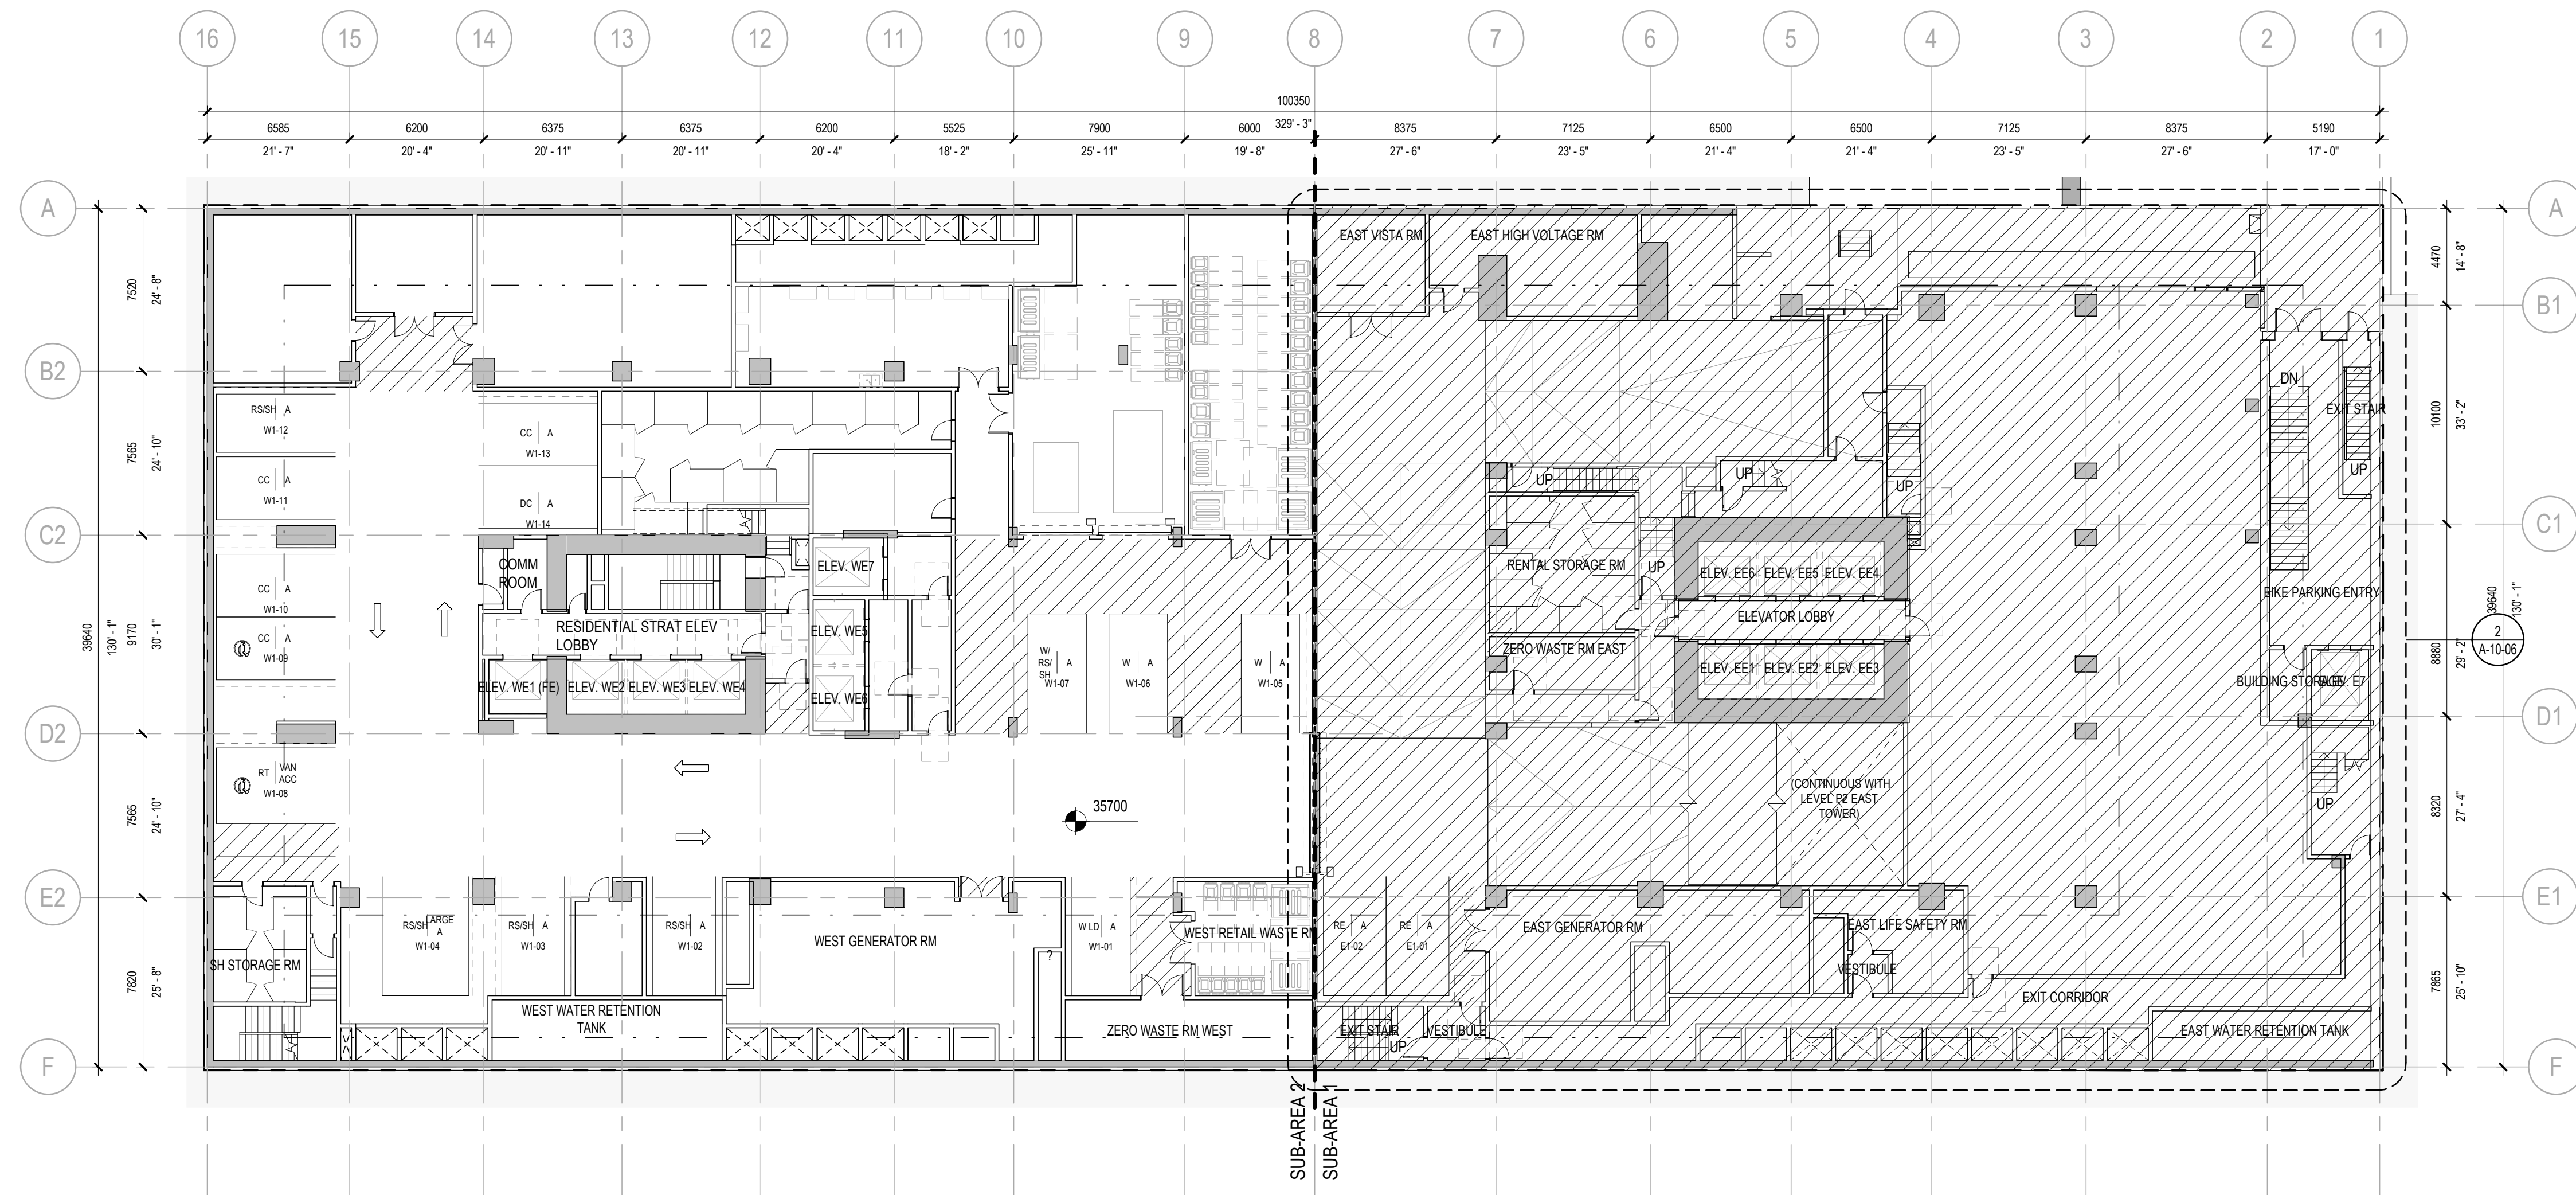 16 15 14 13 12 11 10 9 8 7 6 5 4 3 2 1
100350
329' - 3"
6585 6200 6375 6375 6200 5525 7900 6000 8375 7125 6500 6500 7125 8375 5190
21' - 7" 20' - 4" 20' - 11" 20' - 11" 20' - 4" 18' - 2" 25' - 11" 19' - 8" 27' - 6" 23' - 5" 21' - 4" 21' - 4" 23' - 5" 27' - 6" 17' - 0"
A
B2
C2
D2
E2
F
39640
130' - 1"
7520
24' - 8"
7565
24' - 10"
9170
30' - 1"
7565
24' - 10"
7820
25' - 8"
RS/SH A
W1-12
CC A
W1-11
CC A
W1-10
CC A
W1-09
RT VAN
ACC
W1-08
CC A
W1-13
DC A
W1-14
COMM
ROOM
RESIDENTIAL STRAT ELEV
LOBBY
ELEV. WE1 (FE)
ELEV. WE2
ELEV. WE3
ELEV. WE4
ELEV. WE7
ELEV. WE5
ELEV. WE6
W/
RS/
SH
A
W1-07
W A
W1-06
W A
W1-05
35700
SH STORAGE RM
RS/SH LARGE
A
W1-04
RS/SH A
W1-03
RS/SH A
W1-02
WEST WATER RETENTION
TANK
WEST GENERATOR RM
?
W LD A
W1-01
WEST RETAIL WASTE RM
ZERO WASTE RM WEST
SUB-AREA 2
SUB-AREA 1
EAST VISTA RM
EAST HIGH VOLTAGE RM
UP
UP
UP
UP
RENTAL STORAGE RM
ZERO WASTE RM EAST
ELEV. EE6
ELEV. EE5
ELEV. EE4
ELEVATOR LOBBY
ELEV. EE1
ELEV. EE2
ELEV. EE3
(CONTINUOUS WITH
LEVEL P2 EAST
TOWER)
DN
EXIT STAIR
UP
BIKE PARKING ENTRY
BUILDING STORAGE
ELEV. E7
UP
RE A
E1-02
RE A
E1-01
EAST GENERATOR RM
EAST LIFE SAFETY RM
VESTIBULE
EXIT CORRIDOR
EXIT STAIR
UP
VESTIBULE
EAST WATER RETENTION TANK
A
B1
C1
D1
E1
F
4470
14' - 8"
10100
33' - 2"
8880
29' - 2"
8320
27' - 4"
7865
25' - 10"
39640
130' - 1"
2
A-10-06